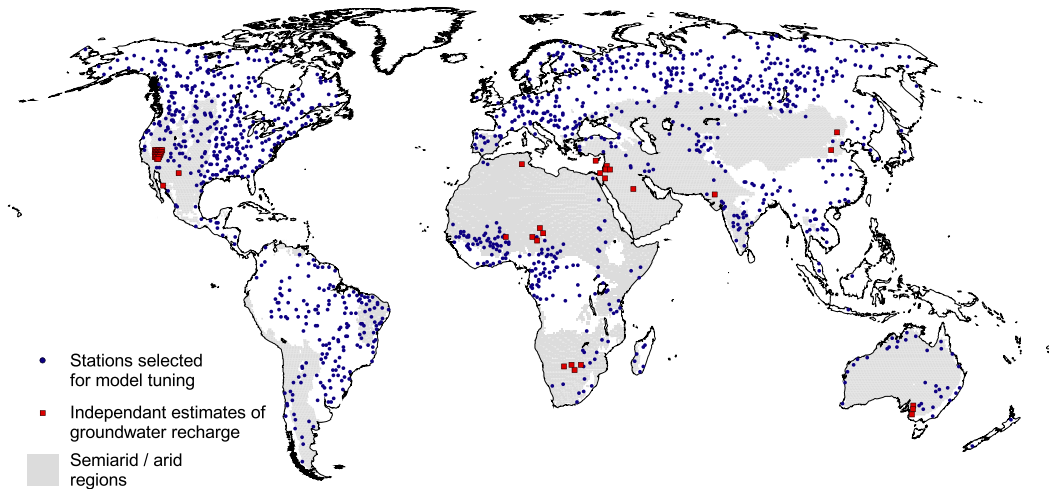 Stations selected
for model tuning
Independant estimates of
groundwater recharge
Semiarid / arid
regions